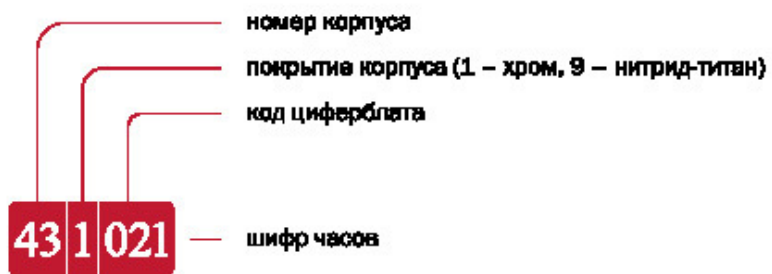 номер корпуса
покрытие корпуса (1 – хром, 9 – нитрид-титан)
код циферблата
43 1 021
шифр часов